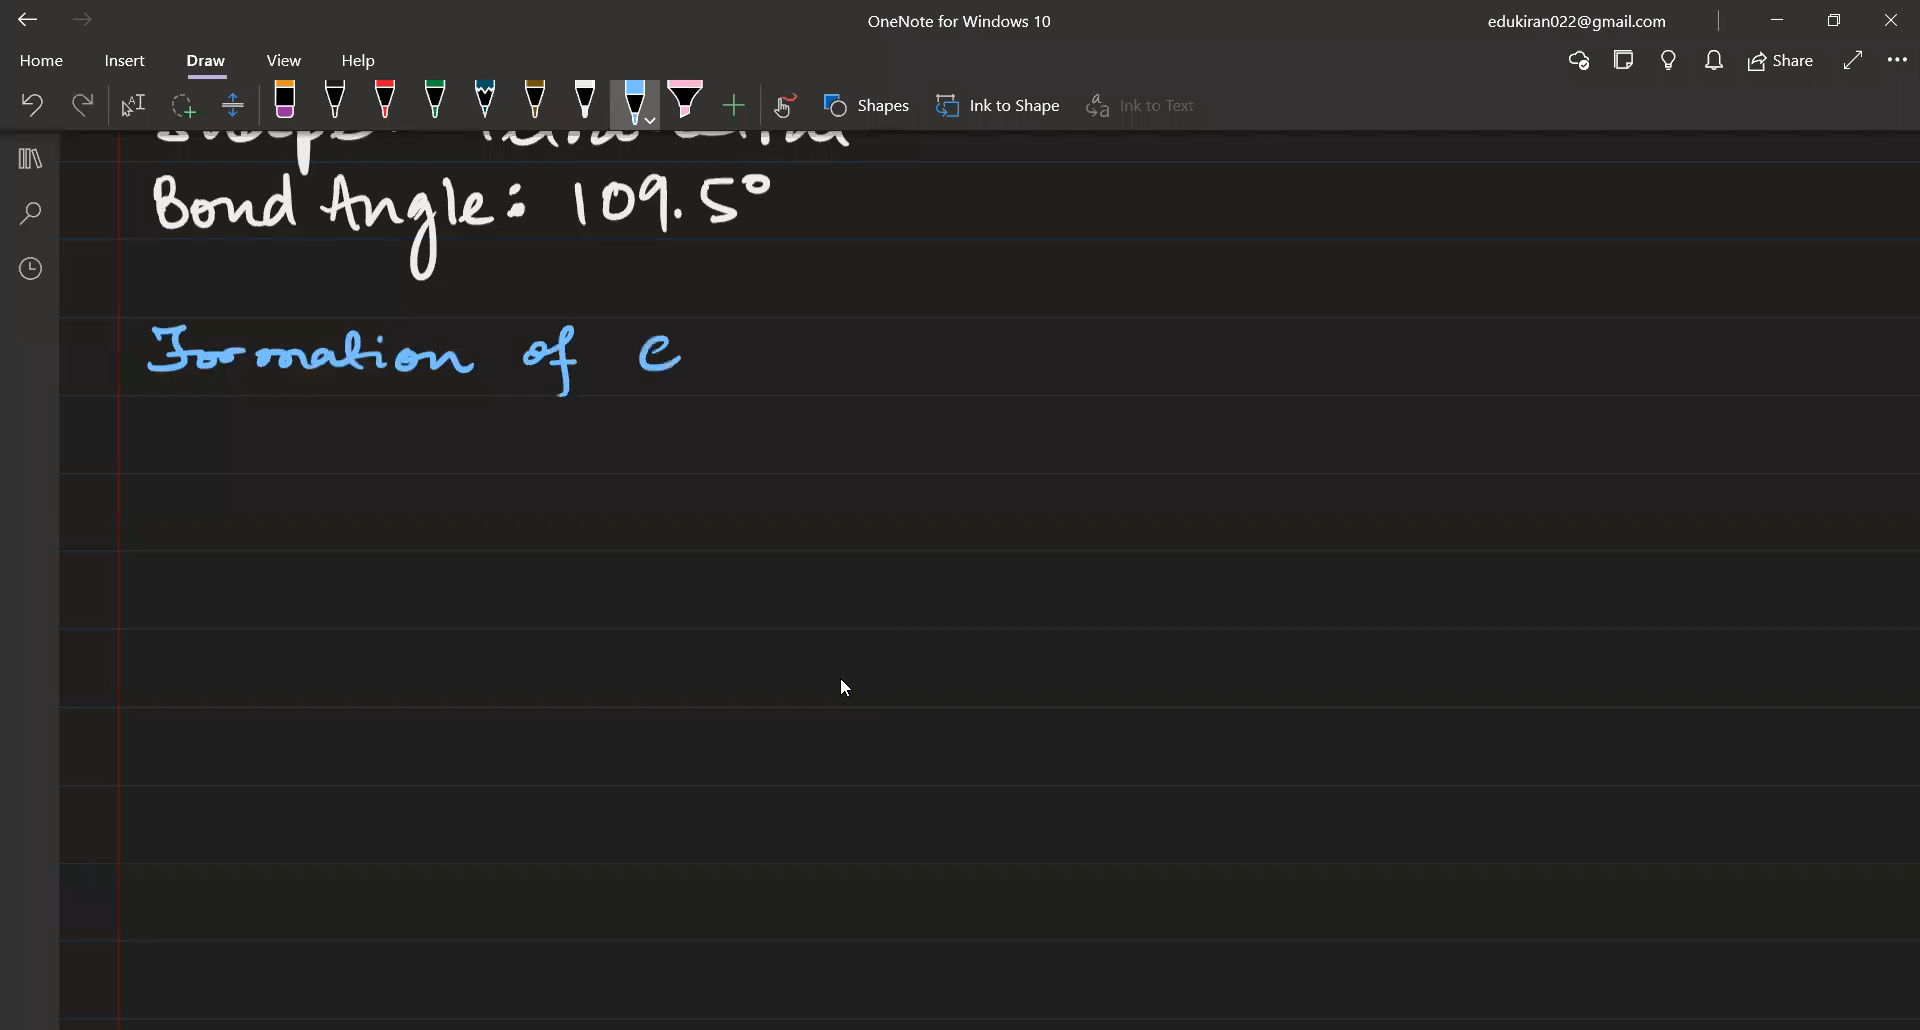 OneNote for Windows 10
edukiran022@gmail.com
Home Insert Draw View Help
Share
Shapes Ink to Shape Ink to Text
Bond Angle: 109.5°
Formation of e